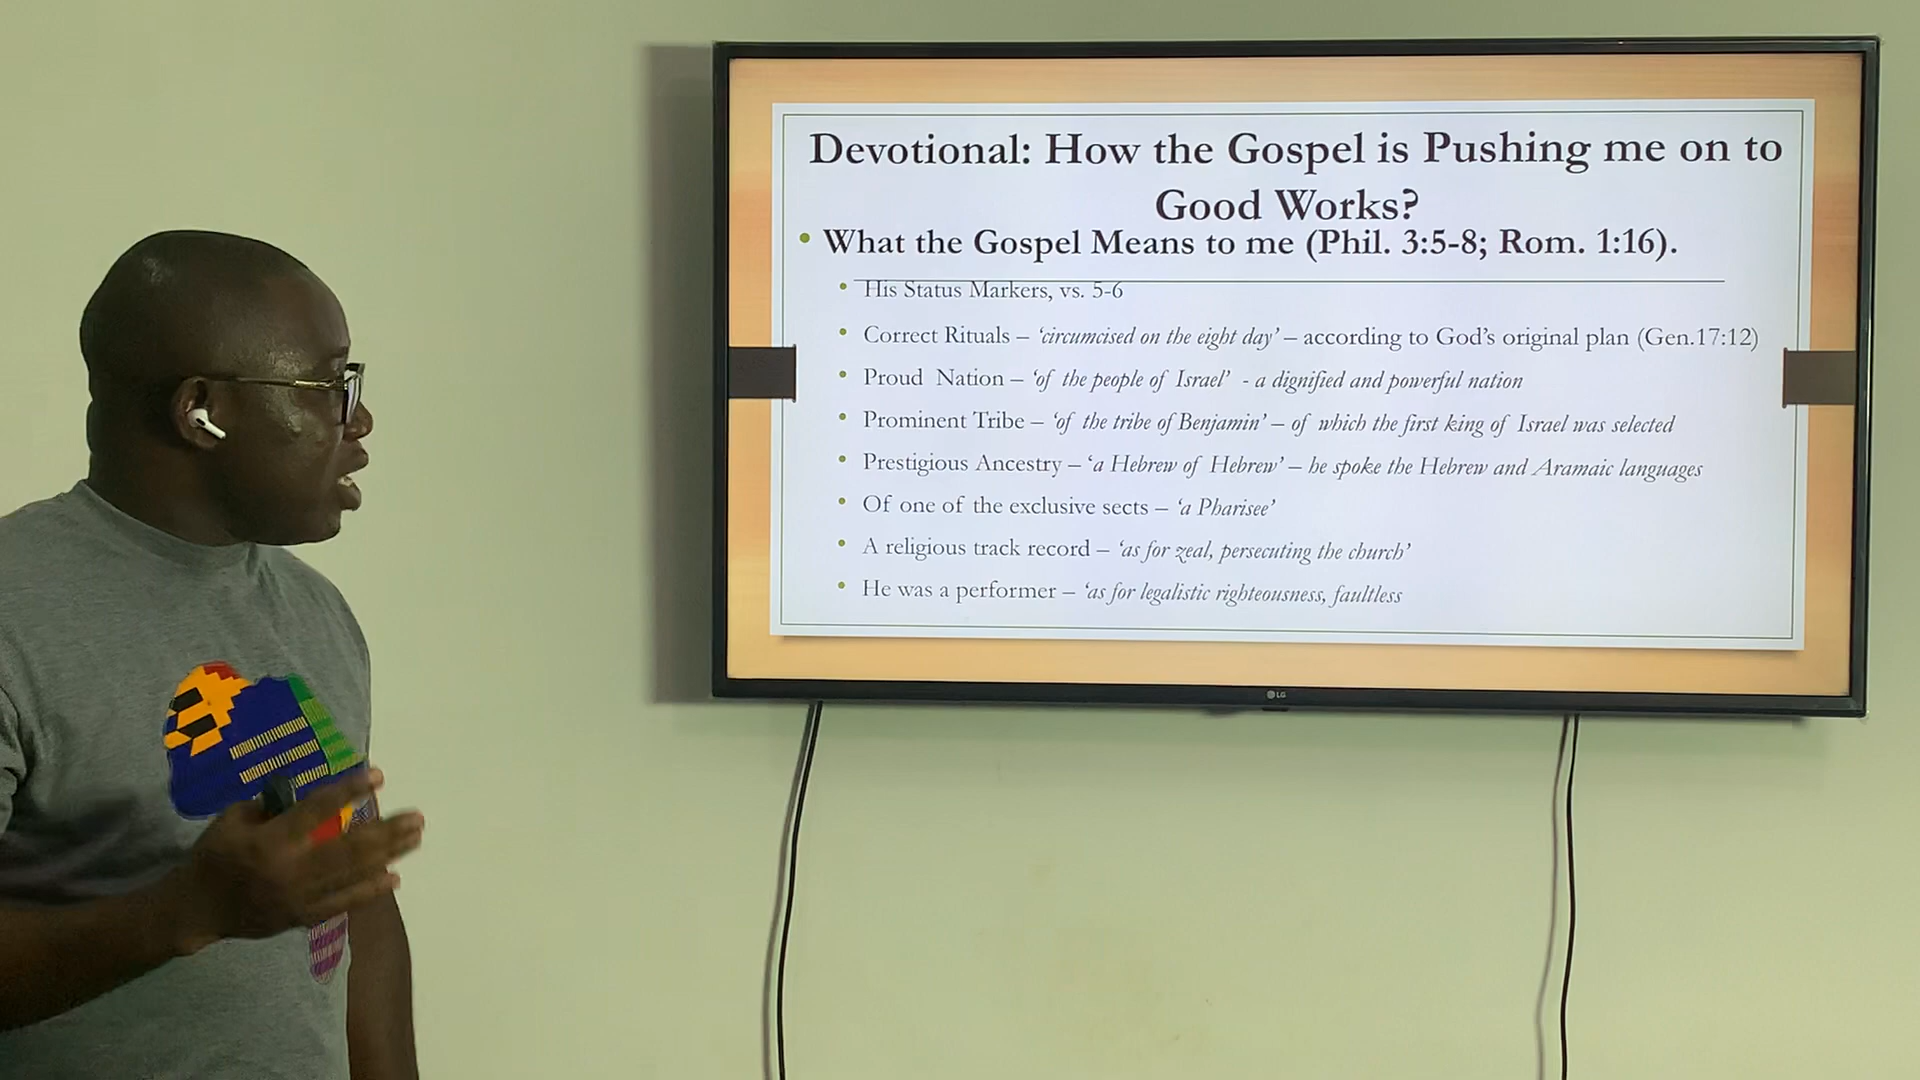 Devotional: How the Gospel is Pushing me on to
Good Works?
• What the Gospel Means to me (Phil. 3:5-8; Rom. 1:16).
• His Status Markers, vs. 5-6
• Correct Rituals – ‘circumcised on the eight day’ – according to God’s original plan (Gen.17:12)
• Proud Nation – ‘of the people of Israel’ - a dignified and powerful nation
• Prominent Tribe – ‘of the tribe of Benjamin’ – of which the first king of Israel was selected
• Prestigious Ancestry – ‘a Hebrew of Hebrew’ – he spoke the Hebrew and Aramaic languages
• Of one of the exclusive sects – ‘a Pharisee’
• A religious track record – ‘as for zeal, persecuting the church’
• He was a performer – ‘as for legalistic righteousness, faultless
LG